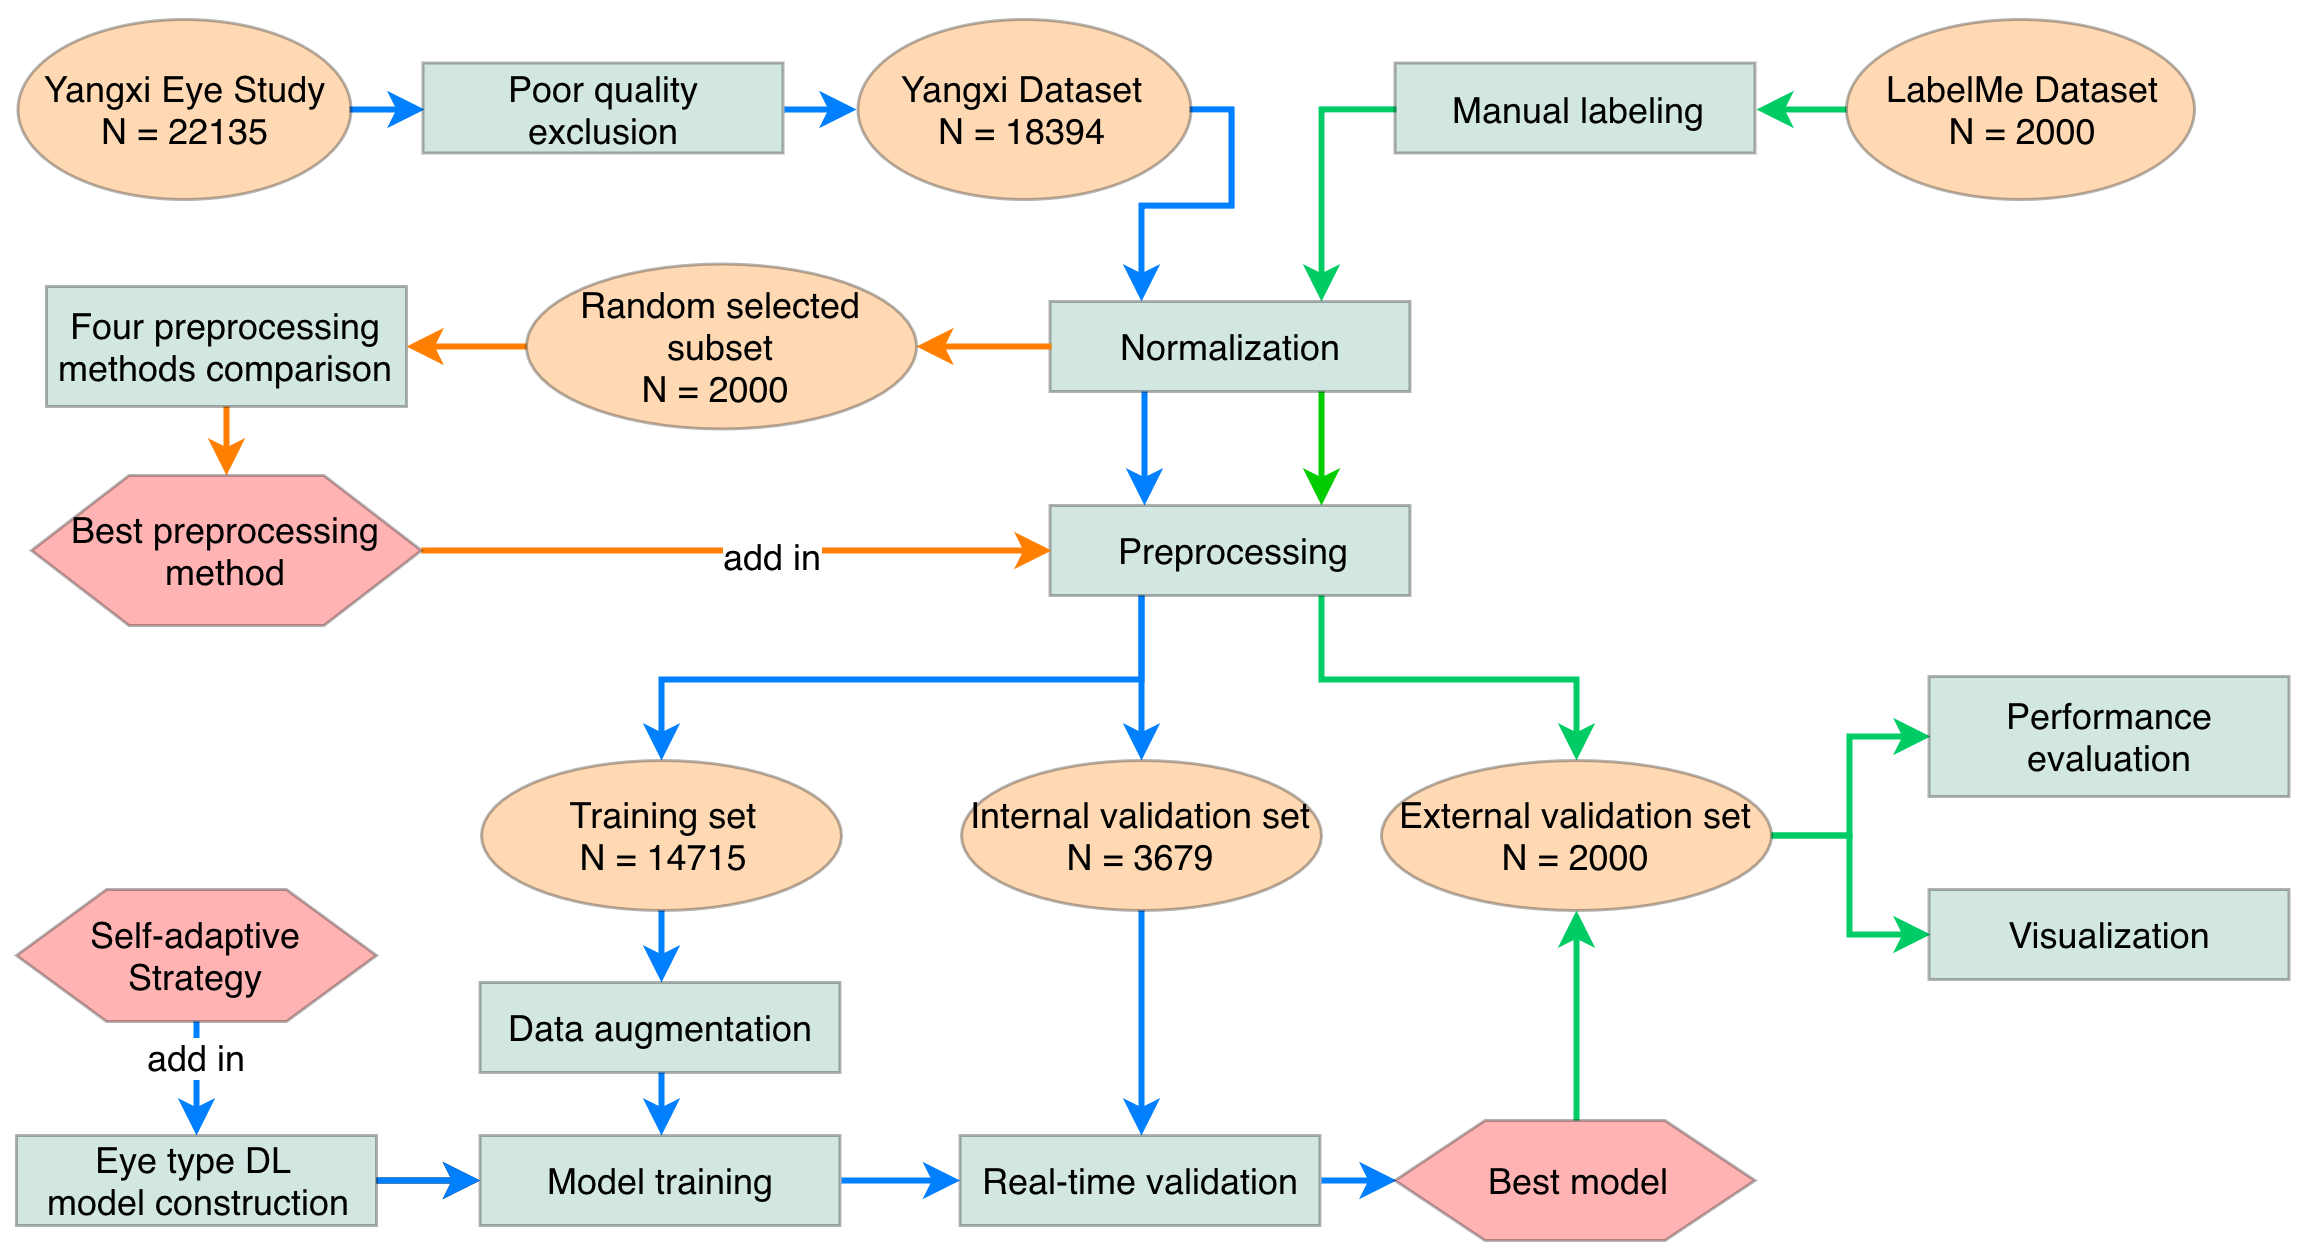 Yangxi Eye Study
N = 22135
Poor quality
exclusion
Yangxi Dataset
N = 18394
Manual labeling
LabelMe Dataset
N = 2000
Four preprocessing
methods comparison
Random selected
subset
N = 2000
Normalization
Best preprocessing
method
add in
Preprocessing
Training set
N = 14715
Internal validation set
N = 3679
External validation set
N = 2000
Performance
evaluation
Visualization
Self-adaptive
Strategy
add in
Data augmentation
Eye type DL
model construction
Model training
Real-time validation
Best model